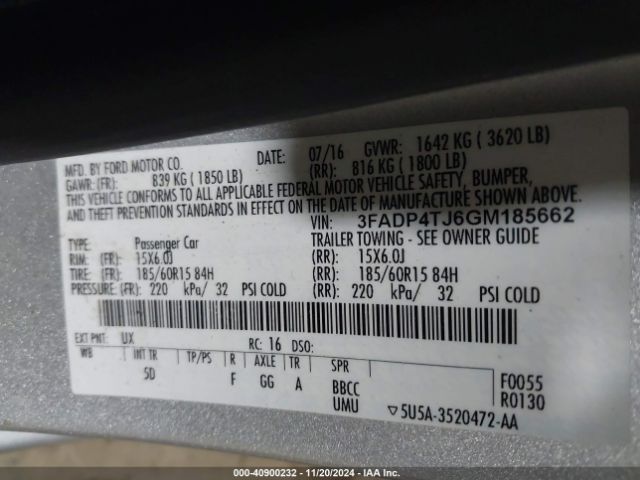 MFD. BY FORD MOTOR CO. DATE: 07/16 GVWR: 1642 KG ( 3620 LB)
GAWR: (FR): 839 KG ( 1850 LB) (RR): 816 KG ( 1800 LB)
THIS VEHICLE CONFORMS TO ALL APPLICABLE FEDERAL MOTOR VEHICLE SAFETY, BUMPER,
AND THEFT PREVENTION STANDARDS IN EFFECT ON THE DATE OF MANUFACTURE SHOWN ABOVE.
VIN: 3FADP4TJ6GM185662
TYPE: Passenger Car TRAILER TOWING - SEE OWNER GUIDE
RIM: (FR): 15X6.0J (RR): 15X6.0J
TIRE: (FR): 185/60R15 84H (RR): 185/60R15 84H
PRESSURE (FR): 220 kPa/ 32 PSI COLD (RR): 220 kPa/ 32 PSI COLD
EXT PNT: UX RC: 16 DSO:
WB INT TR TP/PS R AXLE TR SPR
5D F GG A BBCC F0055
UMU R0130
▽5U5A-3520472-AA
000-40900232 - 11/20/2024 - IAA Inc.